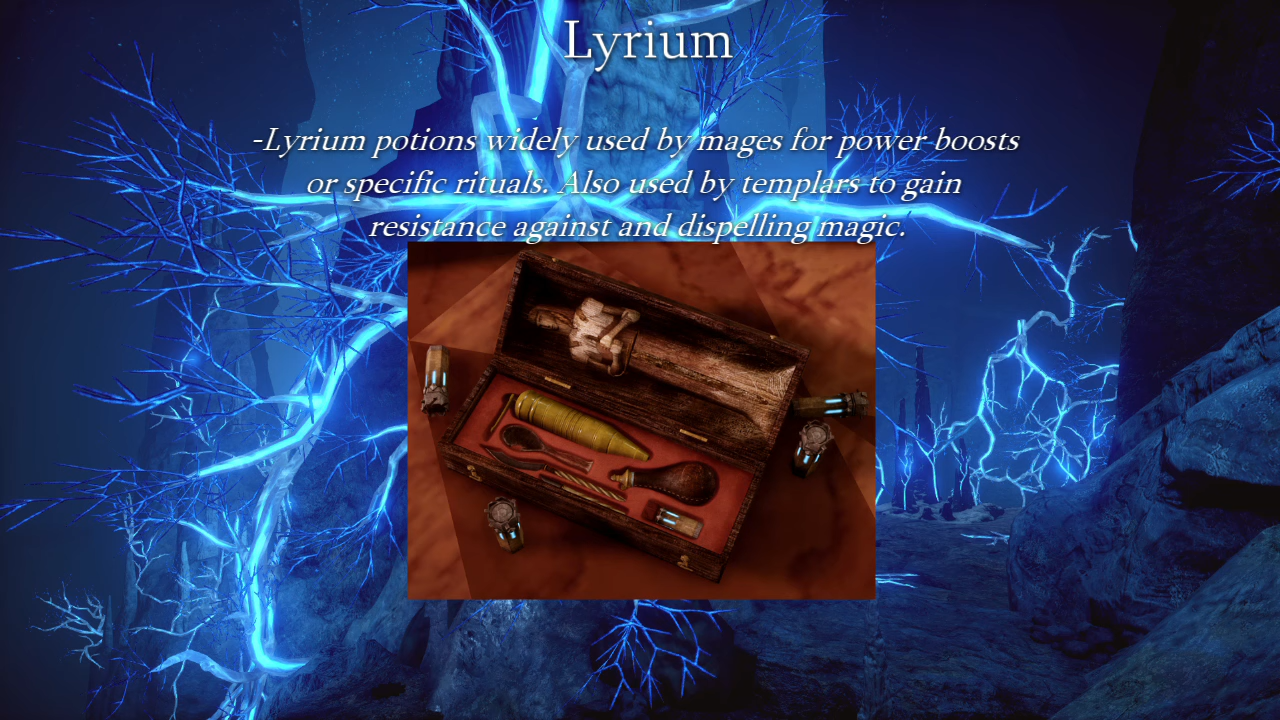 Lyrium
-Lyrium potions widely used by mages for power boosts
or specific rituals. Also used by templars to gain
resistance against and dispelling magic.